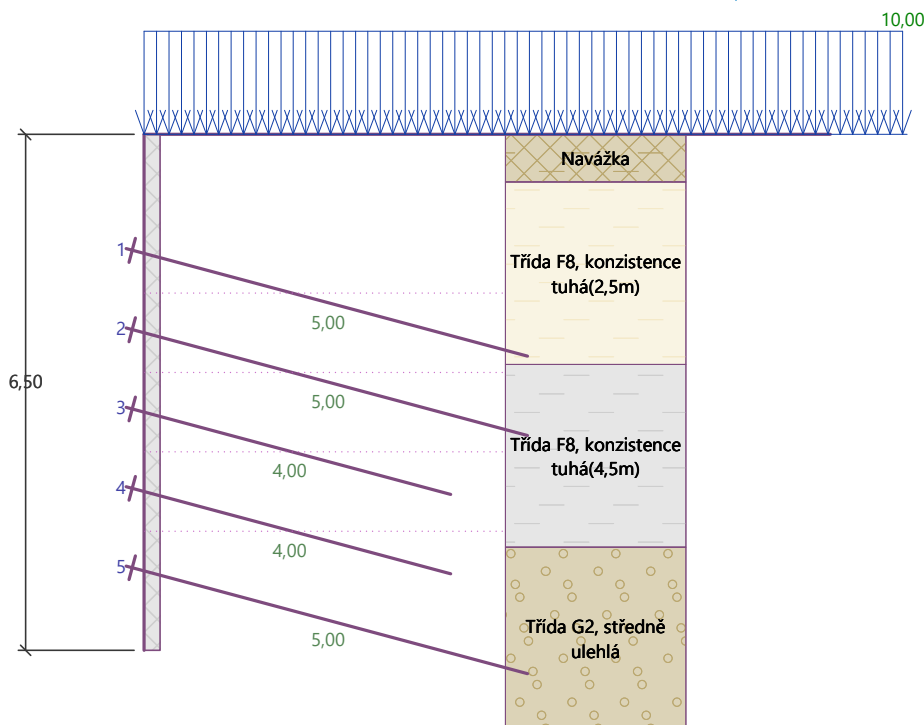 10,00
Navážka
1
Třída F8, konzistence
tuhá(2,5m)
5,00
2
6,50
5,00
3
Třída F8, konzistence
tuhá(4,5m)
4,00
4
4,00
5
Třída G2, středně
ulehlá
5,00